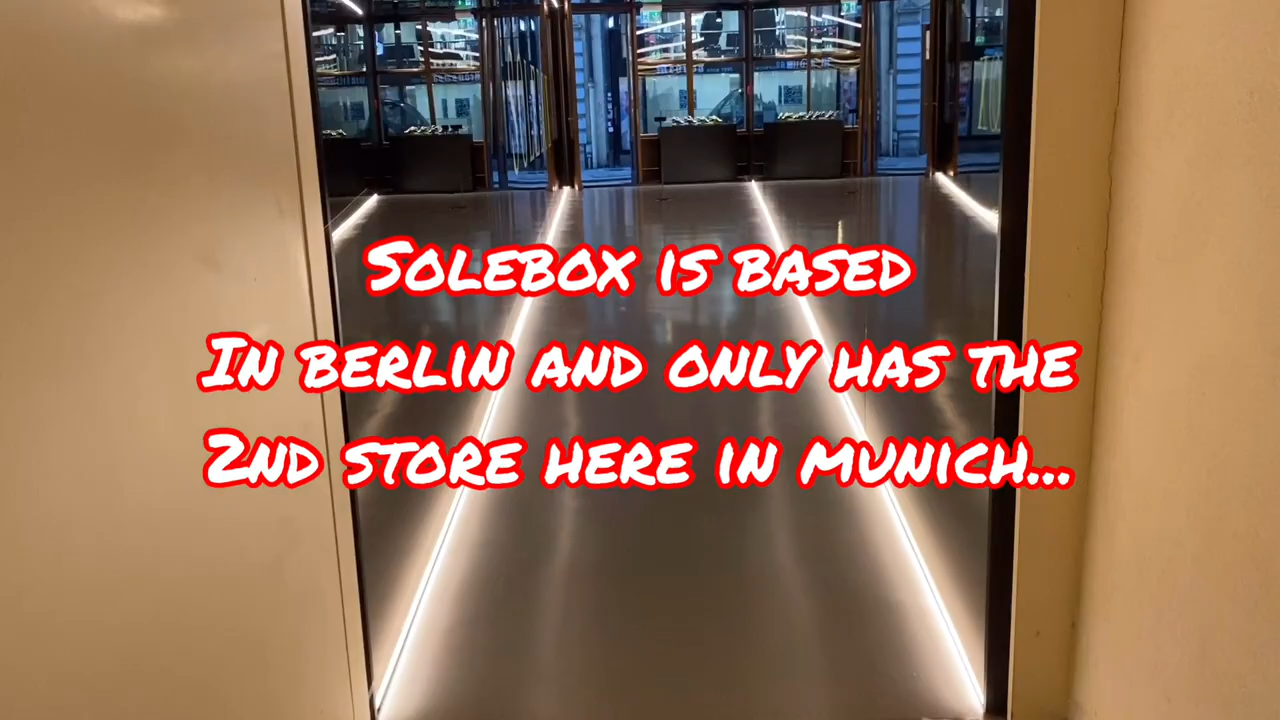 Solebox is based
In berlin and only has the
2nd store here in munich...